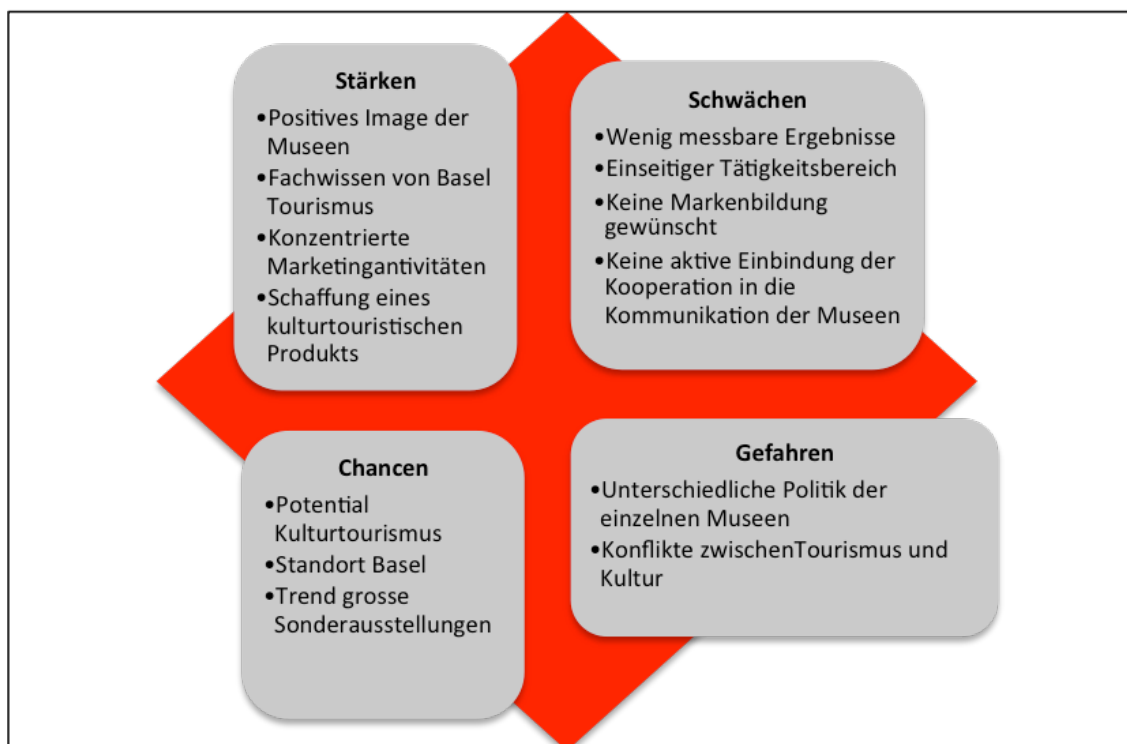 Stärken
•Positives Image der
Museen
•Fachwissen von Basel
Tourismus
•Konzentrierte
Marketingantivitäten
•Schaffung eines
kulturtouristischen
Produkts
Schwächen
•Wenig messbare Ergebnisse
•Einseitiger Tätigkeitsbereich
•Keine Markenbildung
gewünscht
•Keine aktive Einbindung der
Kooperation in die
Kommunikation der Museen
Chancen
•Potential
Kulturtourismus
•Standort Basel
•Trend grosse
Sonderausstellungen
Gefahren
•Unterschiedliche Politik der
einzelnen Museen
•Konflikte zwischenTourismus und
Kultur